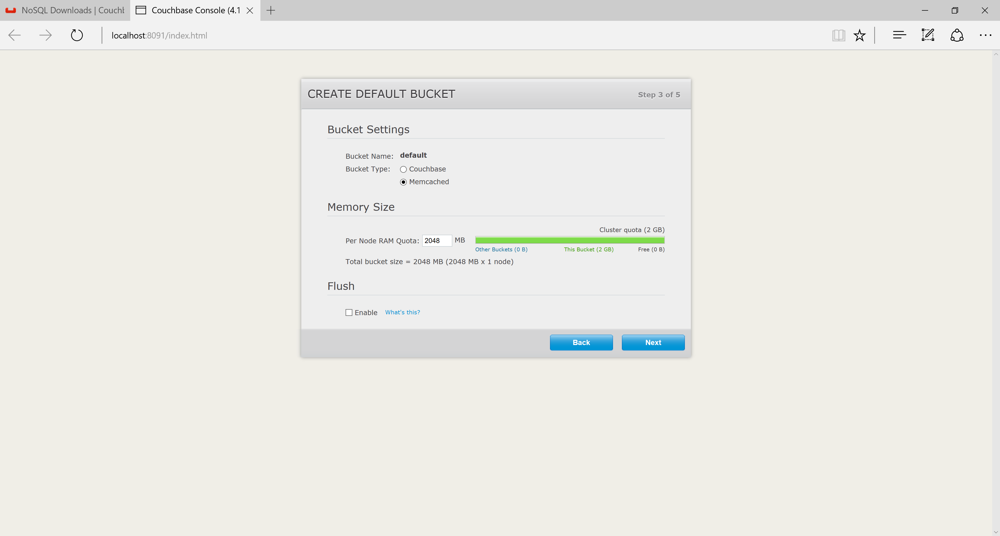 NoSQL Downloads | Couchb
Couchbase Console (4.1
localhost:8091/index.html
CREATE DEFAULT BUCKET
Step 3 of 5
Bucket Settings
Bucket Name: default
Bucket Type: Couchbase
Memcached
Memory Size
Cluster quota (2 GB)
Per Node RAM Quota: 2048 MB
Other Buckets (0 B) This Bucket (2 GB) Free (0 B)
Total bucket size = 2048 MB (2048 MB x 1 node)
Flush
Enable What's this?
Back Next